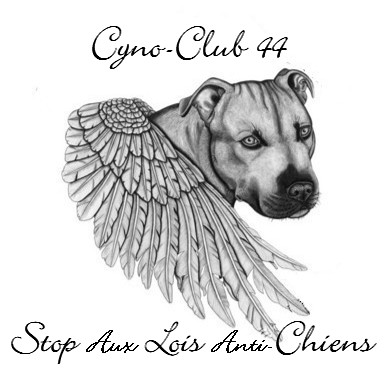 Cyno-Club 44
Stop Aux Lois Anti-Chiens